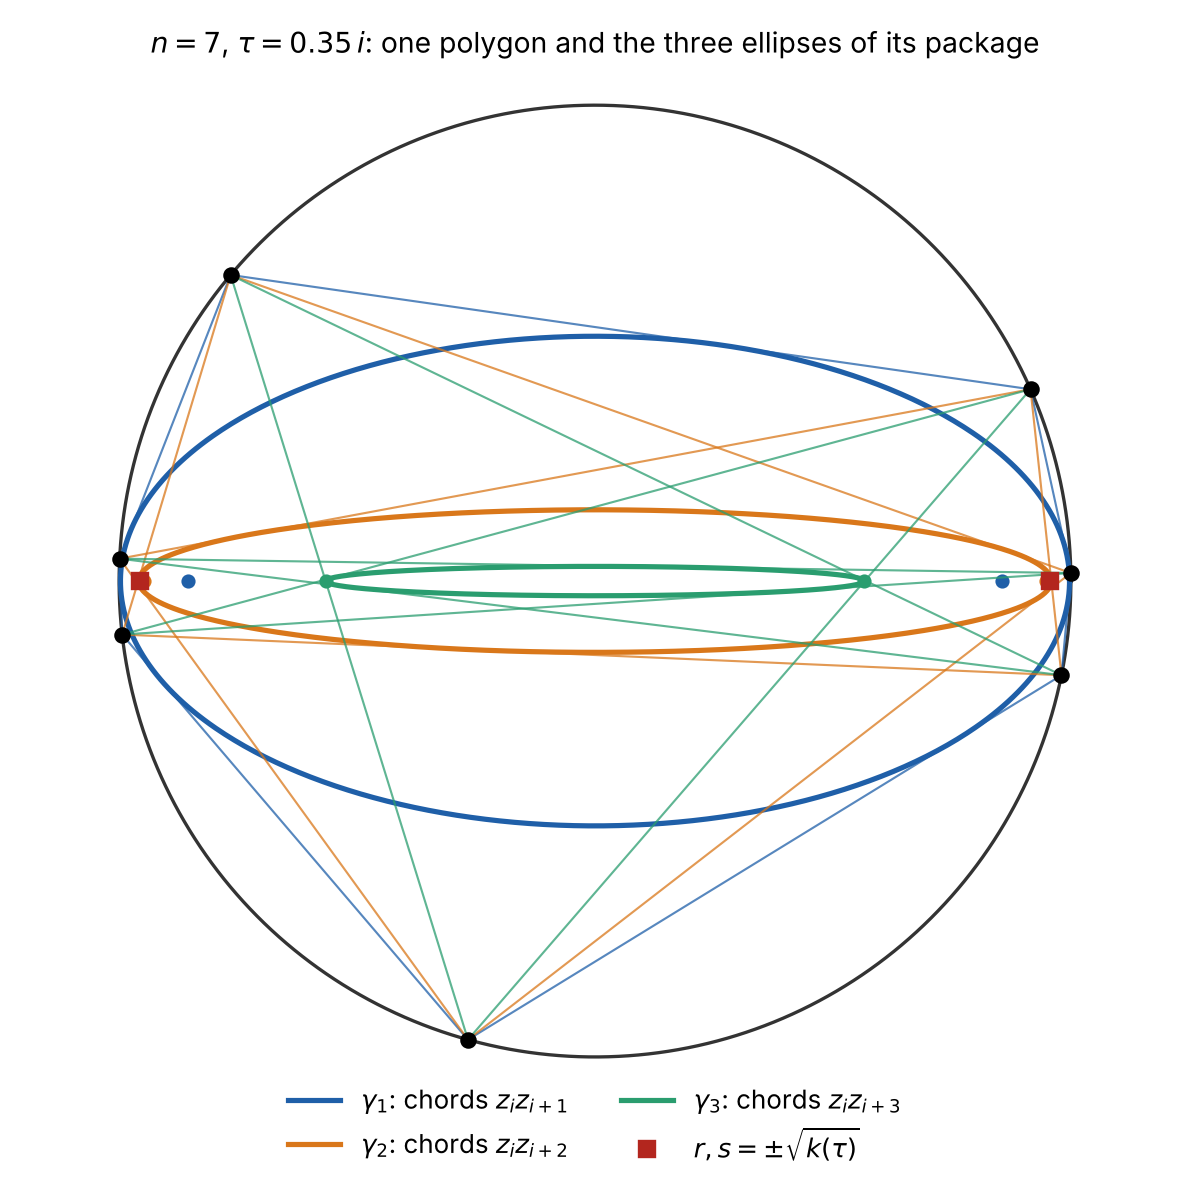 n = 7, τ = 0.35 i: one polygon and the three ellipses of its package
γ₁: chords zᵢzᵢ₊₁
γ₂: chords zᵢzᵢ₊₂
γ₃: chords zᵢzᵢ₊₃
r, s = ±√k(τ)